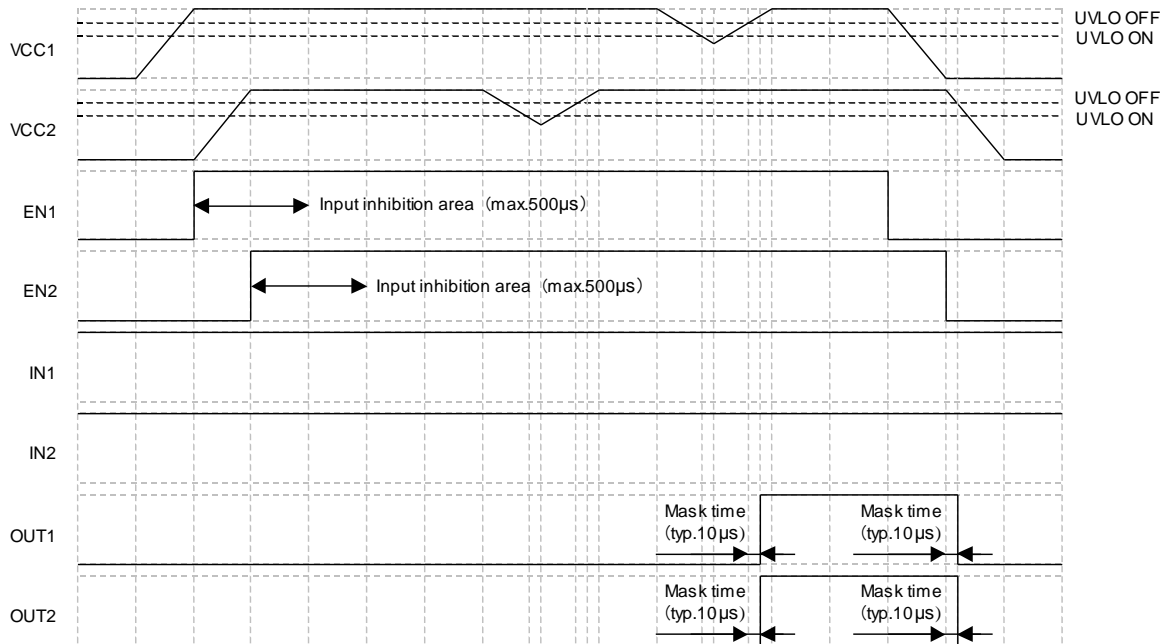 VCC1
UVLO OFF
UVLO ON
VCC2
UVLO OFF
UVLO ON
EN1
Input inhibition area (max.500μs)
EN2
Input inhibition area (max.500μs)
IN1
IN2
OUT1
Mask time
(typ.10μs)
Mask time
(typ.10μs)
OUT2
Mask time
(typ.10μs)
Mask time
(typ.10μs)